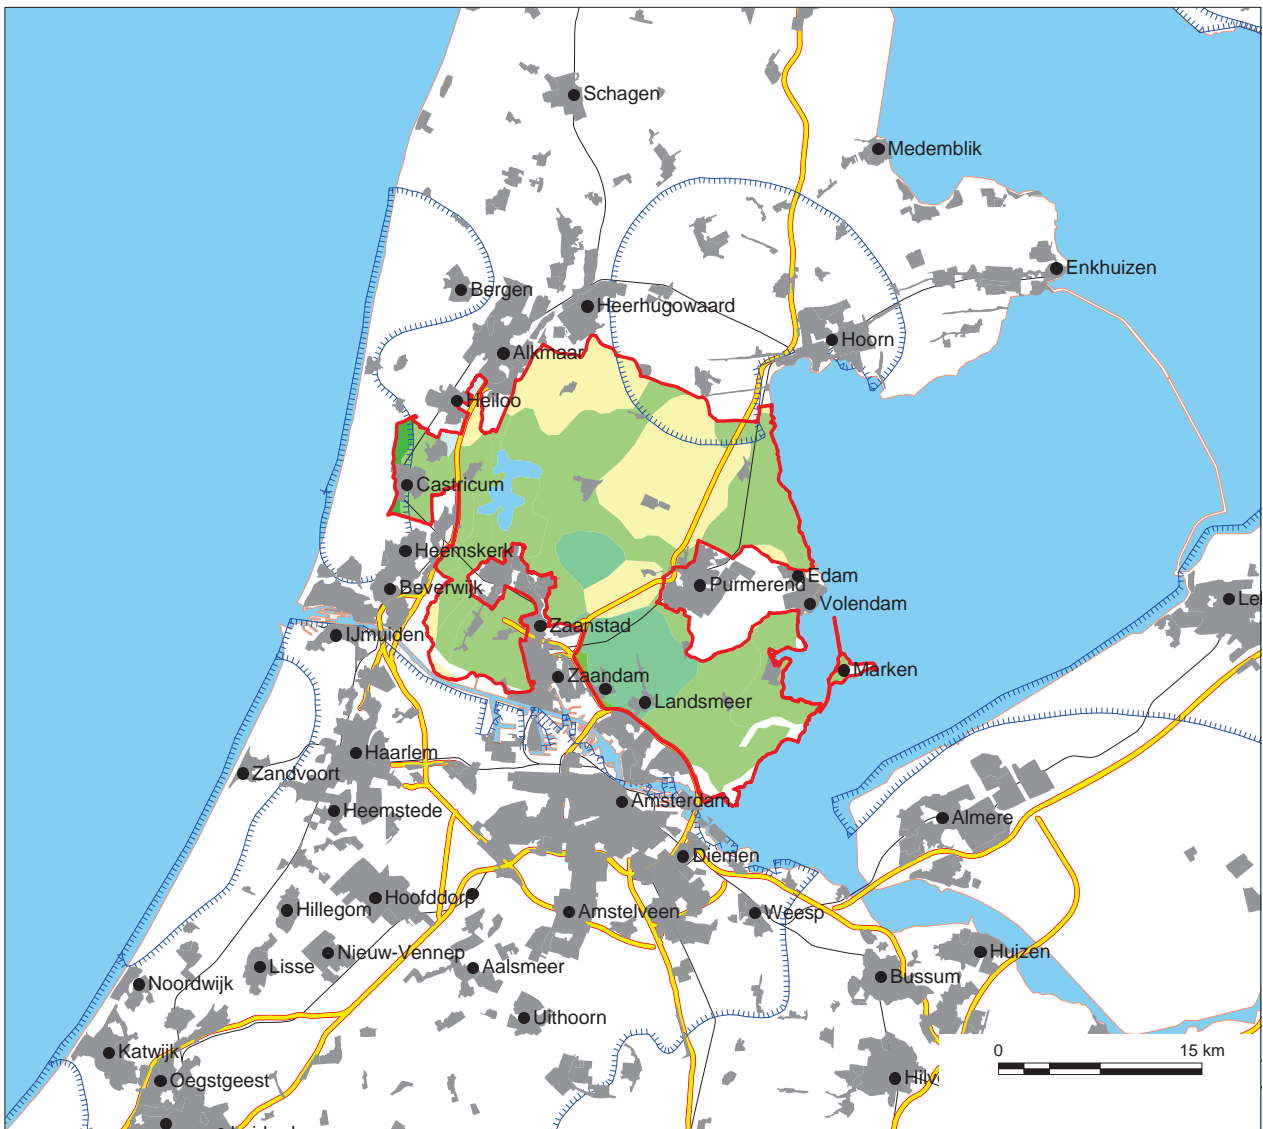 Schagen
Medemblik
Enkhuizen
Bergen
Heerhugowaard
Hoorn
Alkmaar
Heiloo
Castricum
Heemskerk
Edam
Purmerend
Beverwijk
Lel
Volendam
Zaanstad
IJmuiden
Marken
Zaandam
Landsmeer
Haarlem
Zandvoort
Amsterdam
Heemstede
Almere
Diemen
Hoofddorp
Hillegom
Amstelveen
Weesp
Nieuw-Vennep
Huizen
Lisse
Aalsmeer
Bussum
Noordwijk
Uithoorn
Katwijk
0 15 km
Oegstgeest
Hilv